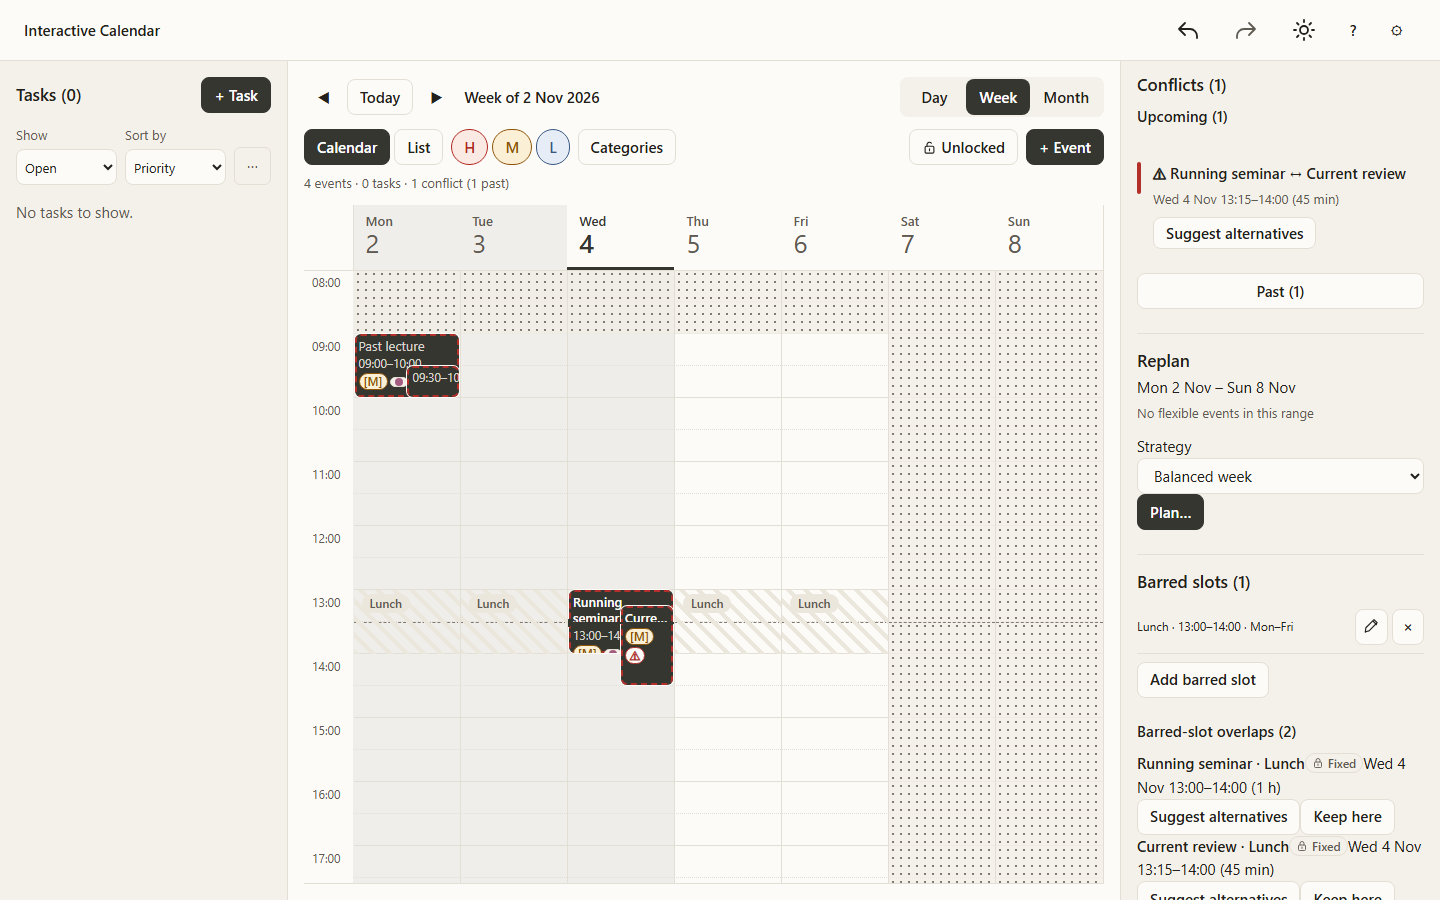 Interactive Calendar
?
Tasks (0)
+ Task
Show
Sort by
Open
Priority
...
No tasks to show.
Today
Week of 2 Nov 2026
Day
Week
Month
Calendar
List
H
M
L
Categories
Unlocked
+ Event
4 events · 0 tasks · 1 conflict (1 past)
Mon
2
Tue
3
Wed
4
Thu
5
Fri
6
Sat
7
Sun
8
08:00
09:00
10:00
11:00
12:00
13:00
14:00
15:00
16:00
17:00
Past lecture
09:00–10:00
[M]
09:30–10
Lunch
Lunch
Running
seminar
13:00–14
[M]
Curre...
[M]
Lunch
Lunch
Conflicts (1)
Upcoming (1)
⚠ Running seminar ↔ Current review
Wed 4 Nov 13:15–14:00 (45 min)
Suggest alternatives
Past (1)
Replan
Mon 2 Nov – Sun 8 Nov
No flexible events in this range
Strategy
Balanced week
Plan...
Barred slots (1)
Lunch · 13:00–14:00 · Mon–Fri
×
Add barred slot
Barred-slot overlaps (2)
Running seminar · Lunch Fixed Wed 4
Nov 13:00–14:00 (1 h)
Suggest alternatives
Keep here
Current review · Lunch Fixed Wed 4 Nov
13:15–14:00 (45 min)
Suggest alternatives
Keep here